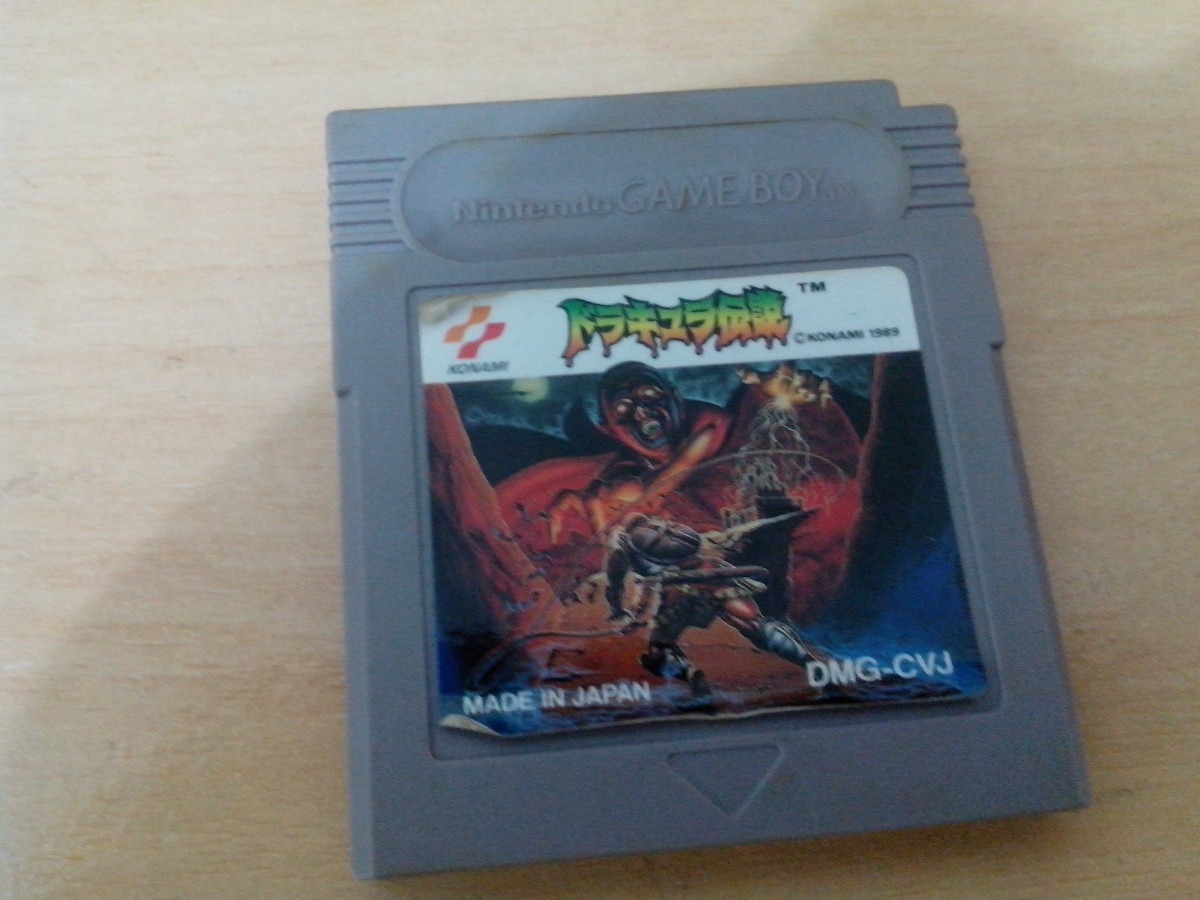 Nintendo GAME BOY TM
ドラキュラ伝説 TM
KONAMI
©KONAMI 1989
MADE IN JAPAN
DMG-CVJ